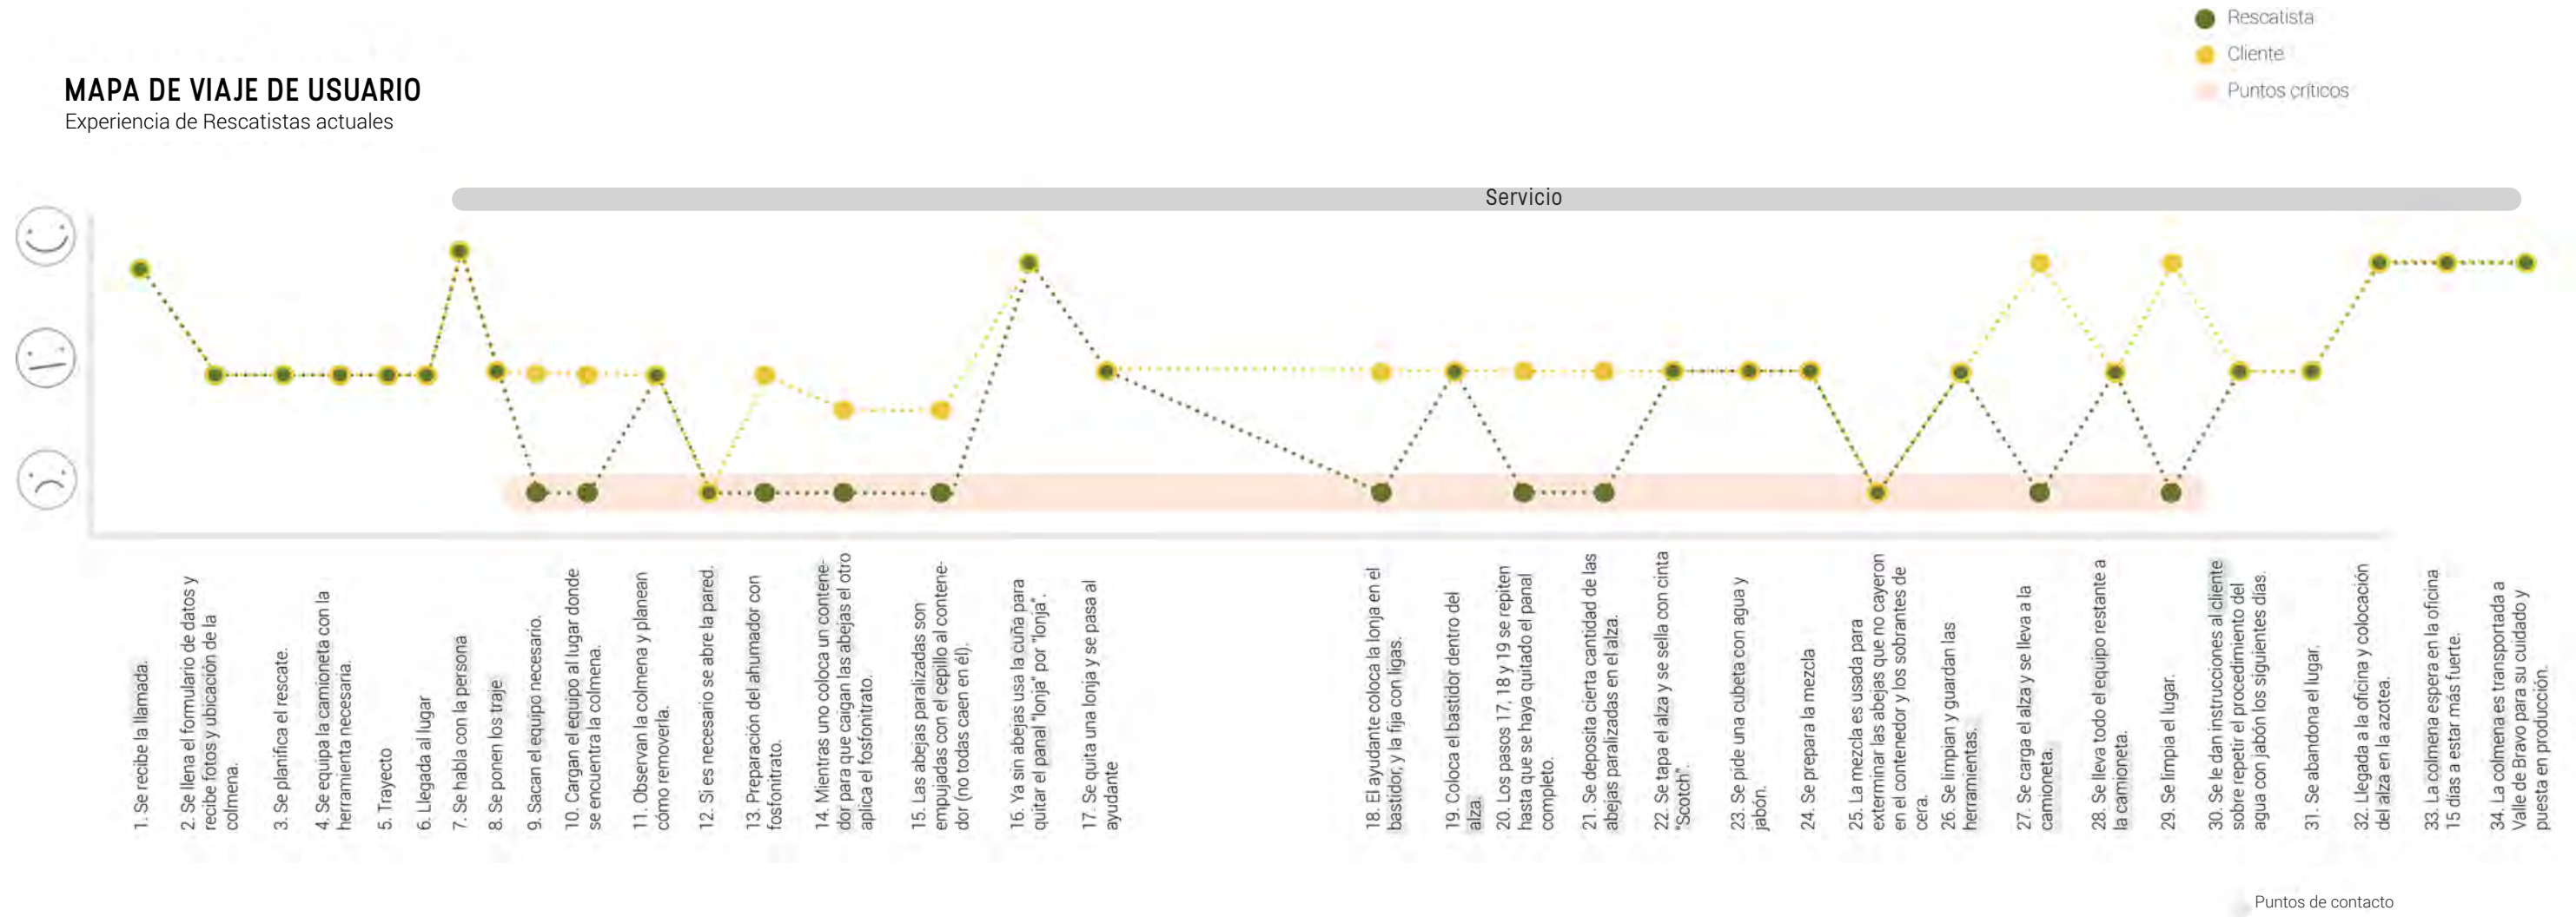 Rescatista
Cliente
Puntos críticos
MAPA DE VIAJE DE USUARIO
Experiencia de Rescatistas actuales
Servicio
1. Se recibe la llamada.
2. Se llena el formulario de datos y
recibe fotos y ubicación de la
colmena.
3. Se planifica el rescate.
4. Se equipa la camioneta con la
herramienta necesaria.
5. Trayecto
6. Llegada al lugar
7. Se habla con la persona
8. Se ponen los traje
9. Sacan el equipo necesario.
10. Cargan el equipo al lugar donde
se encuentra la colmena.
11. Observan la colmena y planean
cómo removerla.
12. Si es necesario se abre la pared.
13. Preparación del ahumador con
fosfonitrato.
14. Mientras uno coloca un contene-
dor para que caigan las abejas el otro
aplica el fosfonitrato.
15. Las abejas paralizadas son
empujadas con el cepillo al contene-
dor (no todas caen en él).
16. Ya sin abejas usa la cuña para
quitar el panal "lonja" por "lonja".
17. Se quita una lonja y se pasa al
ayudante
18. El ayudante coloca la lonja en el
bastidor, y la fija con ligas.
19. Coloca el bastidor dentro del
alza.
20. Los pasos 17, 18 y 19 se repiten
hasta que se haya quitado el panal
completo.
21. Se deposita cierta cantidad de las
abejas paralizadas en el alza.
22. Se tapa el alza y se sella con cinta
"Scotch".
23. Se pide una cubeta con agua y
jabón.
24. Se prepara la mezcla
25. La mezcla es usada para
exterminar las abejas que no cayeron
en el contenedor y los sobrantes de
cera.
26. Se limpian y guardan las
herramientas.
27. Se carga el alza y se lleva a la
camioneta.
28. Se lleva todo el equipo restante a
la camioneta.
29. Se limpia el lugar.
30. Se le dan instrucciones al cliente
sobre repetir el procedimiento del
agua con jabón los siguientes días.
31. Se abandona el lugar.
32. Llegada a la oficina y colocación
del alza en la azotea.
33. La colmena espera en la oficina
15 días a estar más fuerte.
34. La colmena es transportada a
Valle de Bravo para su cuidado y
puesta en producción.
Puntos de contacto